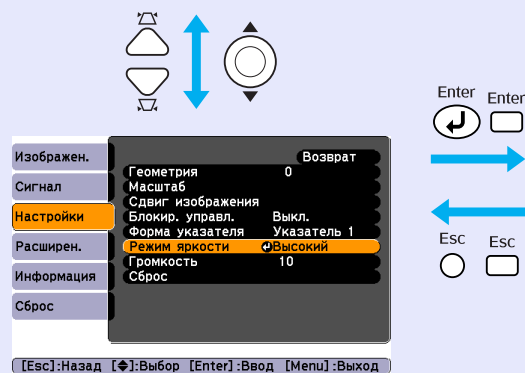 Enter
Enter
Esc
Esc
Изображен.
Сигнал
Настройки
Расширен.
Информация
Сброс
Возврат
Геометрия 0
Масштаб
Сдвиг изображения
Блокир. управл. Выкл.
Форма указателя Указатель 1
Режим яркости Высокий
Громкость 10
Сброс
[Esc]:Назад [◆]:Выбор [Enter]:Ввод [Menu]:Выход